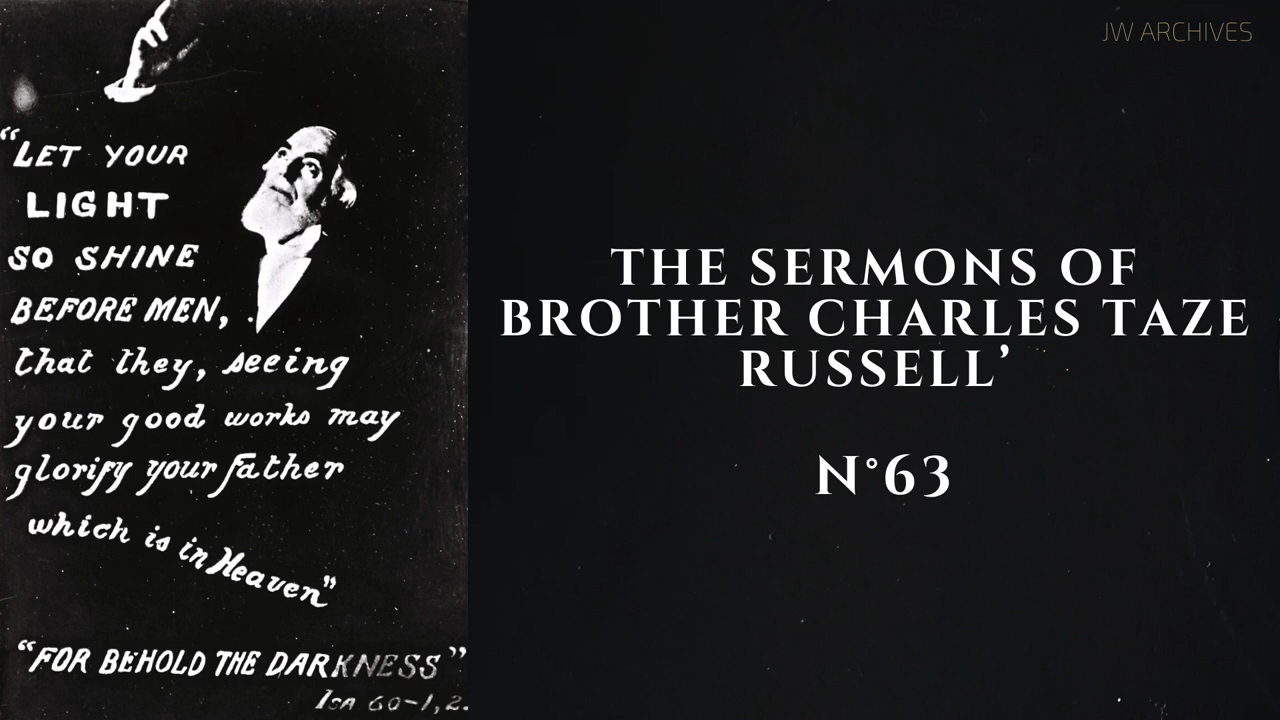 JW ARCHIVES
“LET YOUR
LIGHT
SO SHINE
BEFORE MEN,
that they, seeing
your good works may
glorify your father
which is in Heaven”
“FOR BEHOLD THE DARKNESS”
ISA 60-1,2.
THE SERMONS OF
BROTHER CHARLES TAZE
RUSSELL’
N°63